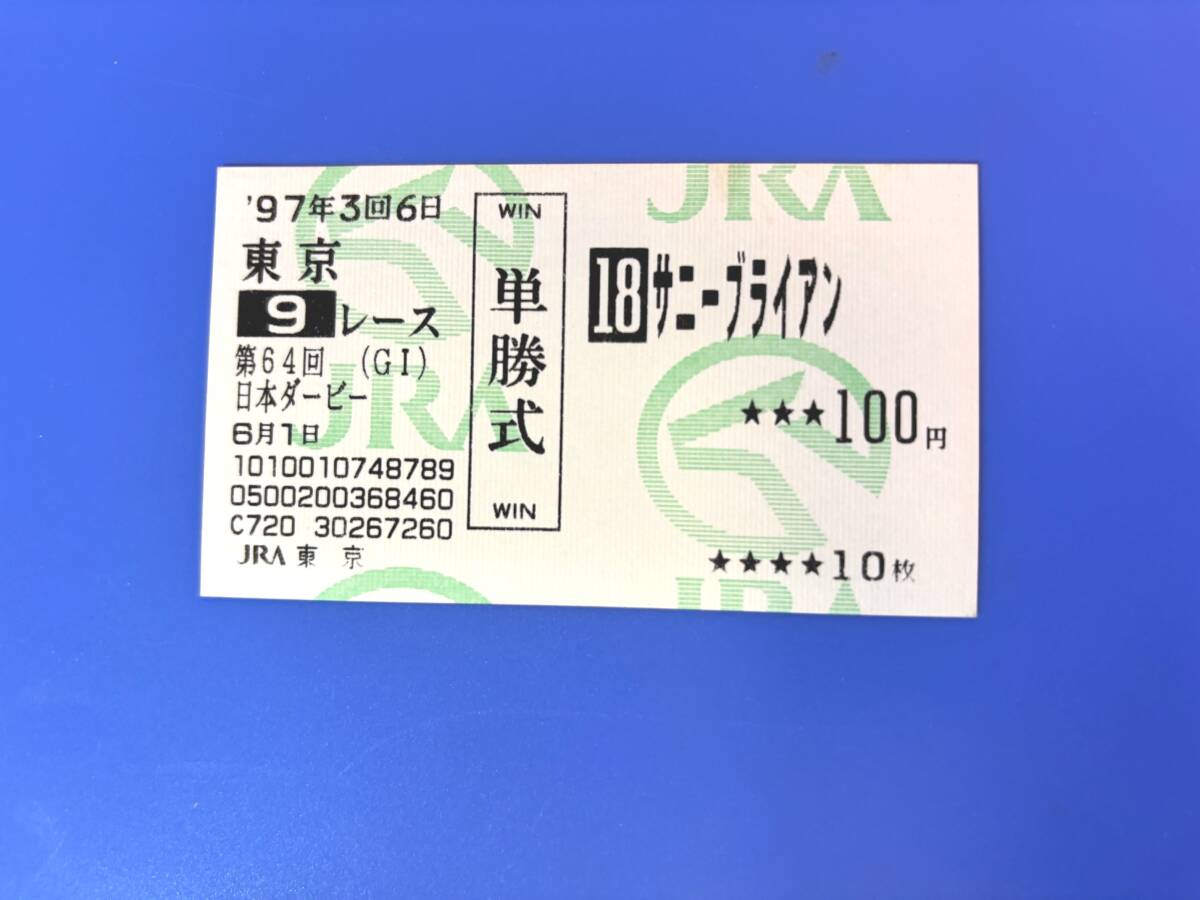 '97年3回6日
東京
9レース
第64回 (GI)
日本ダービー
6月1日
1010010748789
0500200368460
C720 30267260
JRA 東京
WIN
単勝式
WIN
18サニーブライアン
★★★100円
★★★★10枚
JRA
JRA
JRA